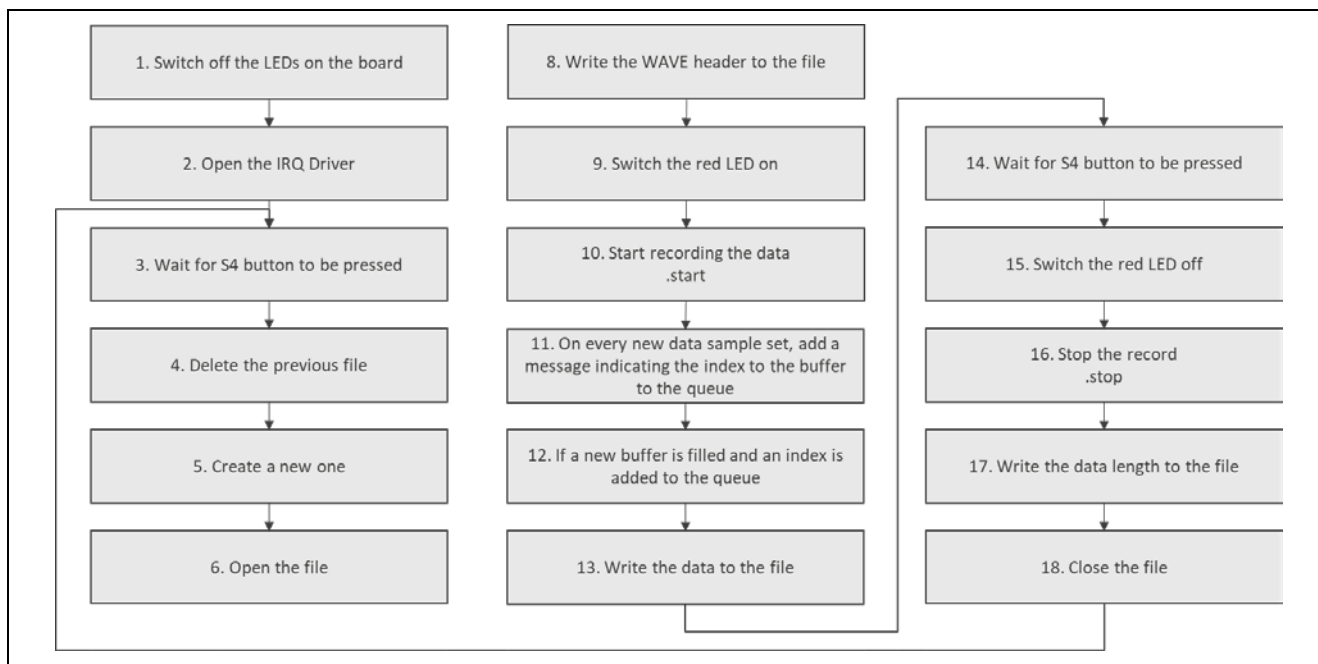 1. Switch off the LEDs on the board
2. Open the IRQ Driver
3. Wait for S4 button to be pressed
4. Delete the previous file
5. Create a new one
6. Open the file
8. Write the WAVE header to the file
9. Switch the red LED on
10. Start recording the data
.start
11. On every new data sample set, add a
message indicating the index to the buffer
to the queue
12. If a new buffer is filled and an index is
added to the queue
13. Write the data to the file
14. Wait for S4 button to be pressed
15. Switch the red LED off
16. Stop the record
.stop
17. Write the data length to the file
18. Close the file